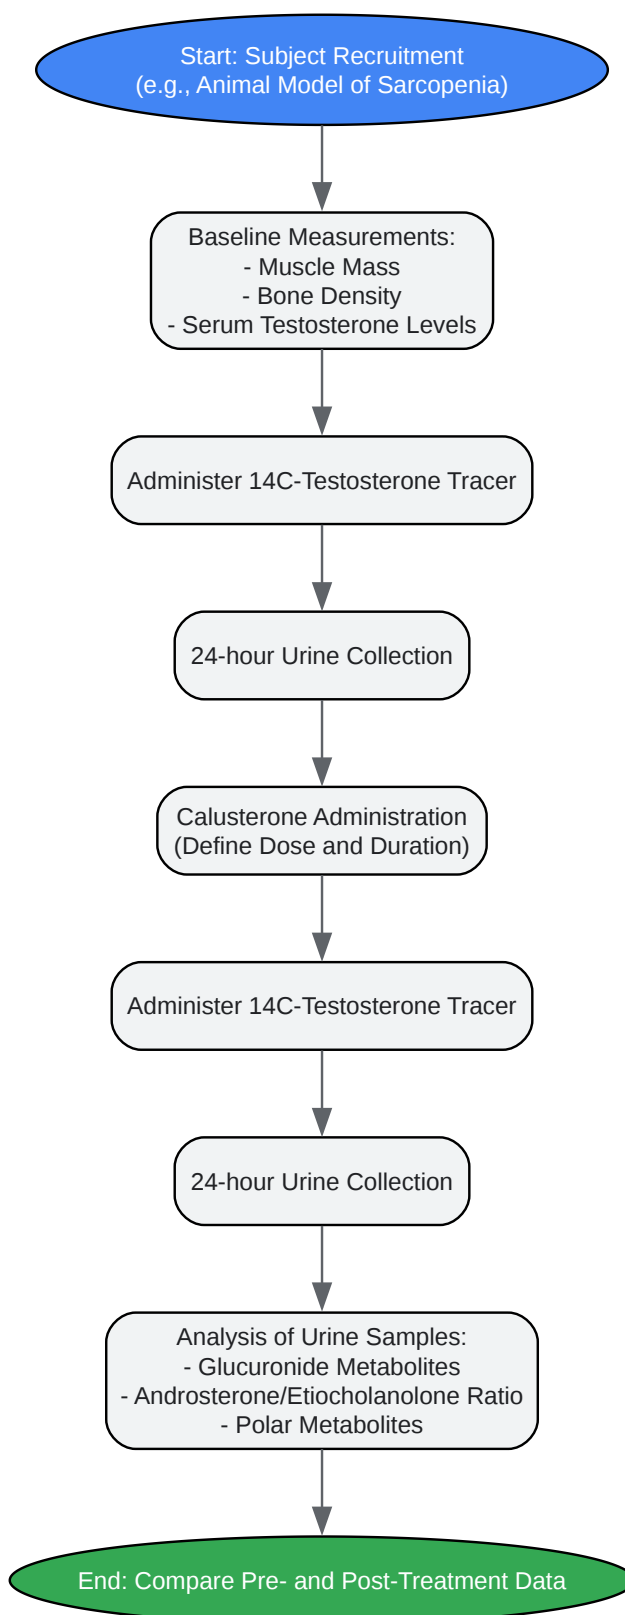 Start: Subject Recruitment
(e.g., Animal Model of Sarcopenia)
Baseline Measurements:
- Muscle Mass
- Bone Density
- Serum Testosterone Levels
Administer 14C-Testosterone Tracer
24-hour Urine Collection
Calusterone Administration
(Define Dose and Duration)
Administer 14C-Testosterone Tracer
24-hour Urine Collection
Analysis of Urine Samples:
- Glucuronide Metabolites
- Androsterone/Etiocholanolone Ratio
- Polar Metabolites
End: Compare Pre- and Post-Treatment Data